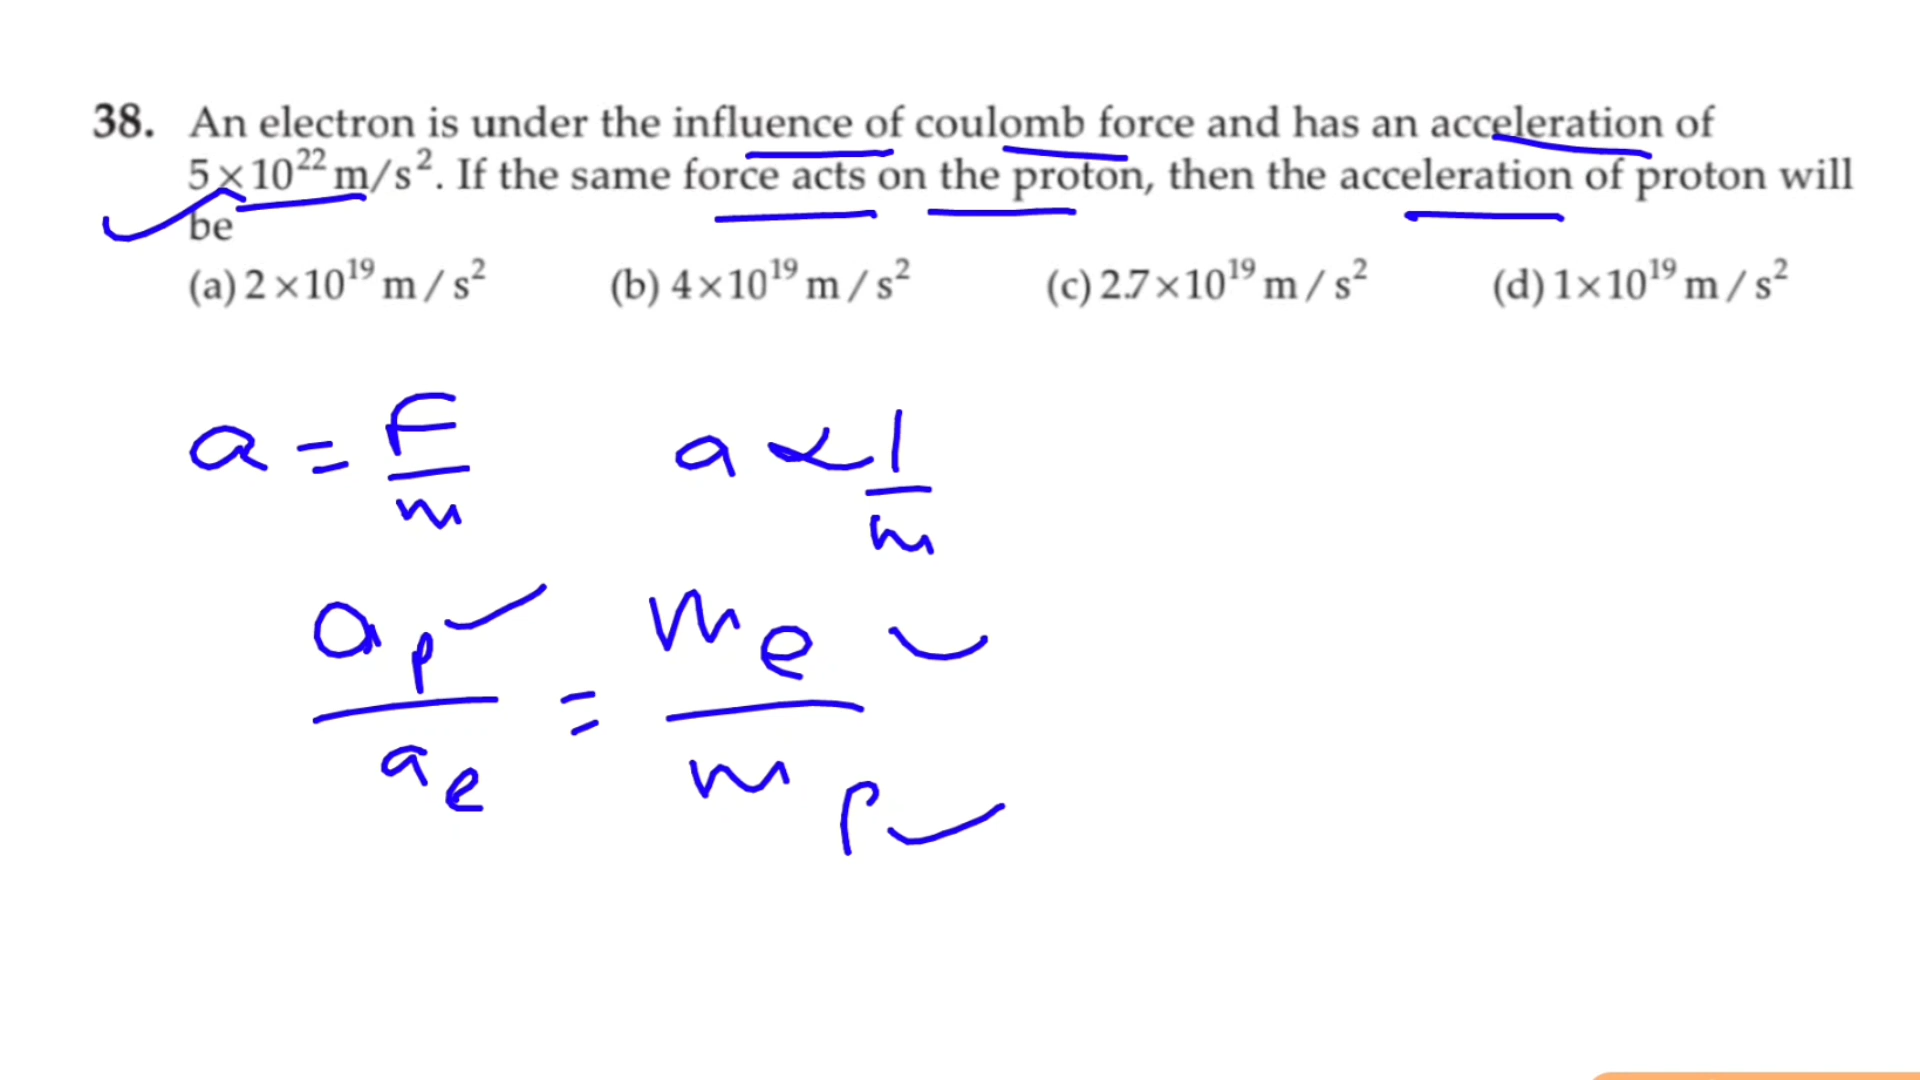 38. An electron is under the influence of coulomb force and has an acceleration of
5×10²² m/s². If the same force acts on the proton, then the acceleration of proton will
be
(a) 2×10¹⁹ m/s² (b) 4×10¹⁹ m/s² (c) 2.7×10¹⁹ m/s² (d) 1×10¹⁹ m/s²
a = F/m a ∝ 1/m
aₚ/aₑ = mₑ/mₚ